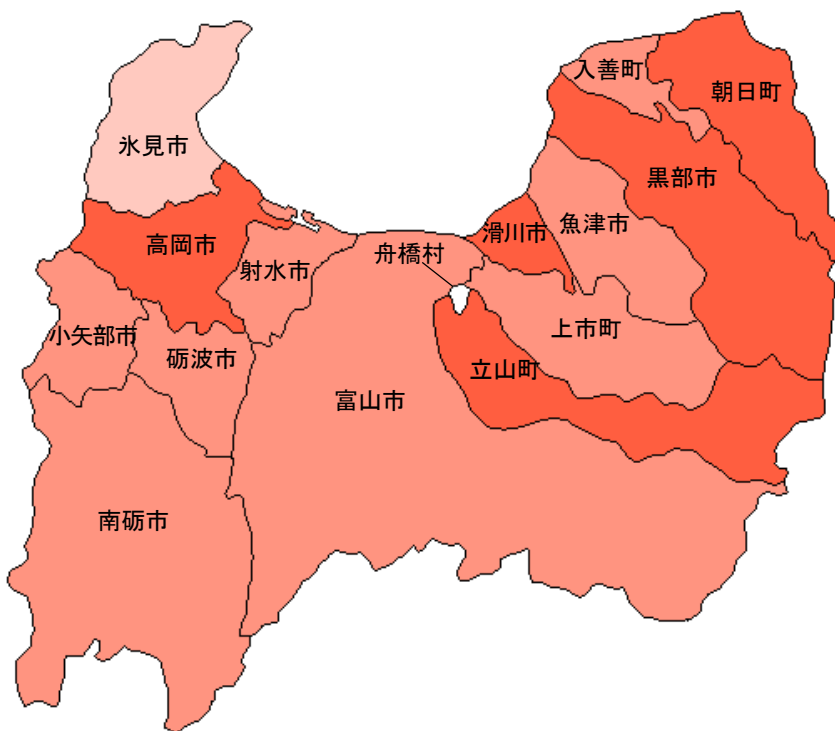 入善町
朝日町
氷見市
黒部市
魚津市
滑川市
高岡市
舟橋村
射水市
上市町
小矢部市
砺波市
立山町
富山市
南砺市